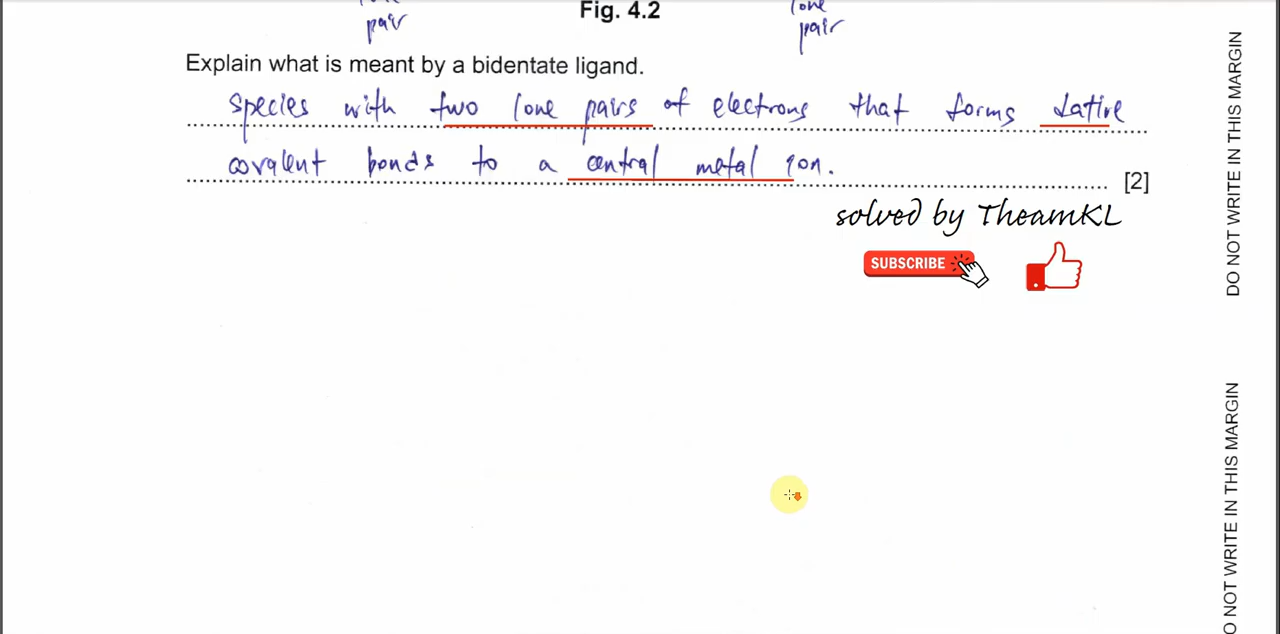 lone
pair
Fig. 4.2
lone
pair
Explain what is meant by a bidentate ligand.
species with two lone pairs of electrons that forms dative
covalent bonds to a central metal ion.
[2]
solved by TheamKL
SUBSCRIBE
DO NOT WRITE IN THIS MARGIN
O NOT WRITE IN THIS MARGIN